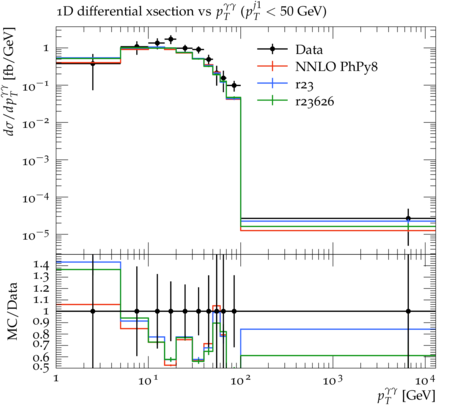 1D differential xsection vs p_T^γγ (p_T^j1 < 50 GeV)
dσ/dp_T^γγ [fb/GeV]
Data
NNLO PhPy8
r23
r23626
1
10^−1
10^−2
10^−3
10^−4
10^−5
MC/Data
1.4
1.3
1.2
1.1
1
0.9
0.8
0.7
0.6
0.5
1 10^1 10^2 10^3 10^4
p_T^γγ [GeV]